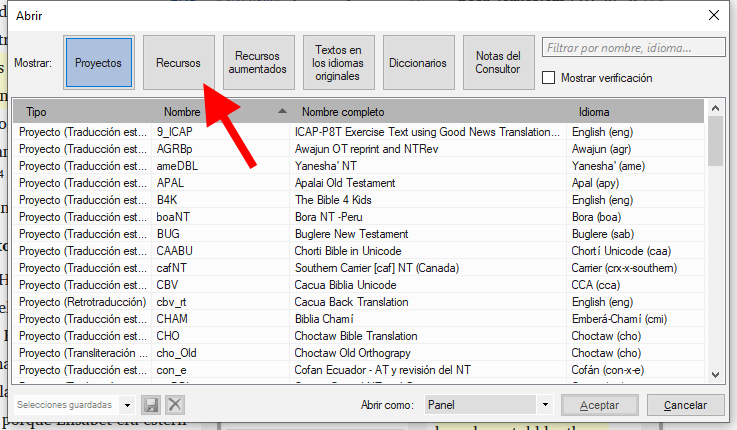 Abrir
Mostrar:
Proyectos
Recursos
Recursos
aumentados
Textos en
los idiomas
originales
Diccionarios
Notas del
Consultor
Filtrar por nombre, idioma...
Mostrar verificación
Tipo Nombre Nombre completo Idioma
Proyecto (Traducción est... 9_ICAP ICAP-P8T Exercise Text using Good News Translation... English (eng)
Proyecto (Traducción est... AGRBp Awajun OT reprint and NTRev Awajun (agr)
Proyecto (Traducción est... ameDBL Yanesha' NT Yanesha' (ame)
Proyecto (Traducción est... APAL Apalai Old Testament Apal (apy)
Proyecto (Traducción est... B4K The Bible 4 Kids English (eng)
Proyecto (Traducción est... boaNT Bora NT -Peru Bora (boa)
Proyecto (Traducción est... BUG Buglere New Testament Buglere (sab)
Proyecto (Traducción est... CAABU Chorti Bible in Unicode Chortí Unicode (caa)
Proyecto (Traducción est... cafNT Southern Carrier [caf] NT (Canada) Carrier (crx-x-southern)
Proyecto (Traducción est... CBV Cacua Biblia Unicode CCA (cca)
Proyecto (Retrotraducción) cbv_rt Cacua Back Translation English (eng)
Proyecto (Traducción est... CHAM Biblia Chamí Emberá-Chamí (cmi)
Proyecto (Traducción est... CHO Choctaw Bible Translation Choctaw (cho)
Proyecto (Transliteración ... cho_Old Choctaw Old Orthograpy Choctaw (cho)
Proyecto (Traducción est... con_e Cofan Ecuador - AT y revisión del NT Cofán (con-x-e)
Selecciones guardadas
Abrir como: Panel
Aceptar
Cancelar